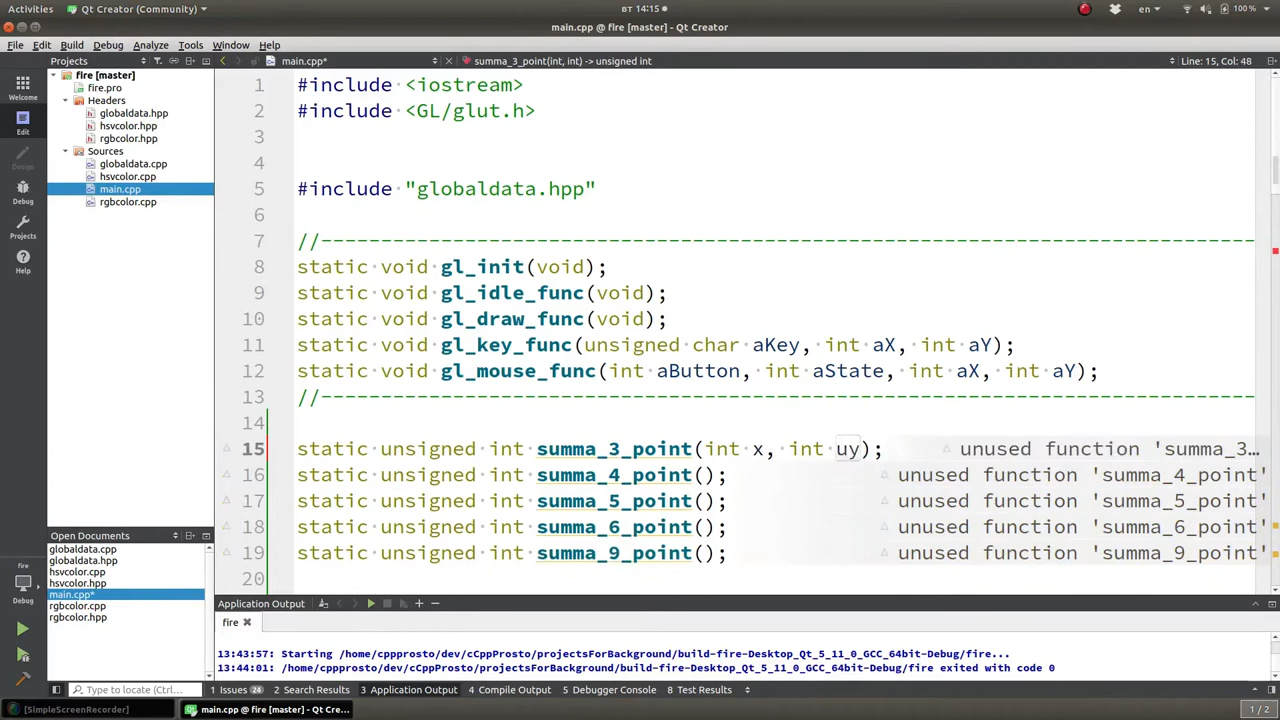 Activities Qt Creator (Community) Вт 14:15 en 100 %
main.cpp @ fire [master] - Qt Creator
File Edit Build Debug Analyze Tools Window Help
Projects main.cpp* summa_3_point(int, int) -> unsigned int Line: 15, Col: 48
Welcome
Edit
Design
Debug
Projects
Help
fire
Debug
fire [master]
fire.pro
Headers
globaldata.hpp
hsvcolor.hpp
rgbcolor.hpp
Sources
globaldata.cpp
hsvcolor.cpp
main.cpp
rgbcolor.cpp
Open Documents
globaldata.cpp
globaldata.hpp
hsvcolor.cpp
hsvcolor.hpp
main.cpp*
rgbcolor.cpp
rgbcolor.hpp
1 #include <iostream>
2 #include <GL/glut.h>
3
4
5 #include "globaldata.hpp"
6
7 //------------------------------------------------------------------------------
8 static void gl_init(void);
9 static void gl_idle_func(void);
10 static void gl_draw_func(void);
11 static void gl_key_func(unsigned char aKey, int aX, int aY);
12 static void gl_mouse_func(int aButton, int aState, int aX, int aY);
13 //------------------------------------------------------------------------------
14
15 static unsigned int summa_3_point(int x, int uy); unused function 'summa_3…
16 static unsigned int summa_4_point(); unused function 'summa_4_point'
17 static unsigned int summa_5_point(); unused function 'summa_5_point'
18 static unsigned int summa_6_point(); unused function 'summa_6_point'
19 static unsigned int summa_9_point(); unused function 'summa_9_point'
20
Application Output
fire
13:43:57: Starting /home/cppprosto/dev/cCppProsto/projectsForBackground/build-fire-Desktop_Qt_5_11_0_GCC_64bit-Debug/fire...
13:44:01: /home/cppprosto/dev/cCppProsto/projectsForBackground/build-fire-Desktop_Qt_5_11_0_GCC_64bit-Debug/fire exited with code 0
Type to locate (Ctrl... 1 Issues 24 2 Search Results 3 Application Output 4 Compile Output 5 Debugger Console 8 Test Results
[SimpleScreenRecorder] main.cpp @ fire [master] - Qt Cre... 1 / 2